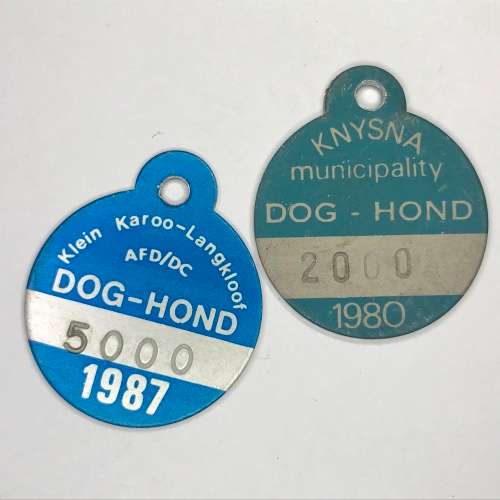 Klein Karoo-Langkloof
AFD/DC
DOG-HOND
5000
1987
KNYSNA
municipality
DOG - HOND
2000
1980